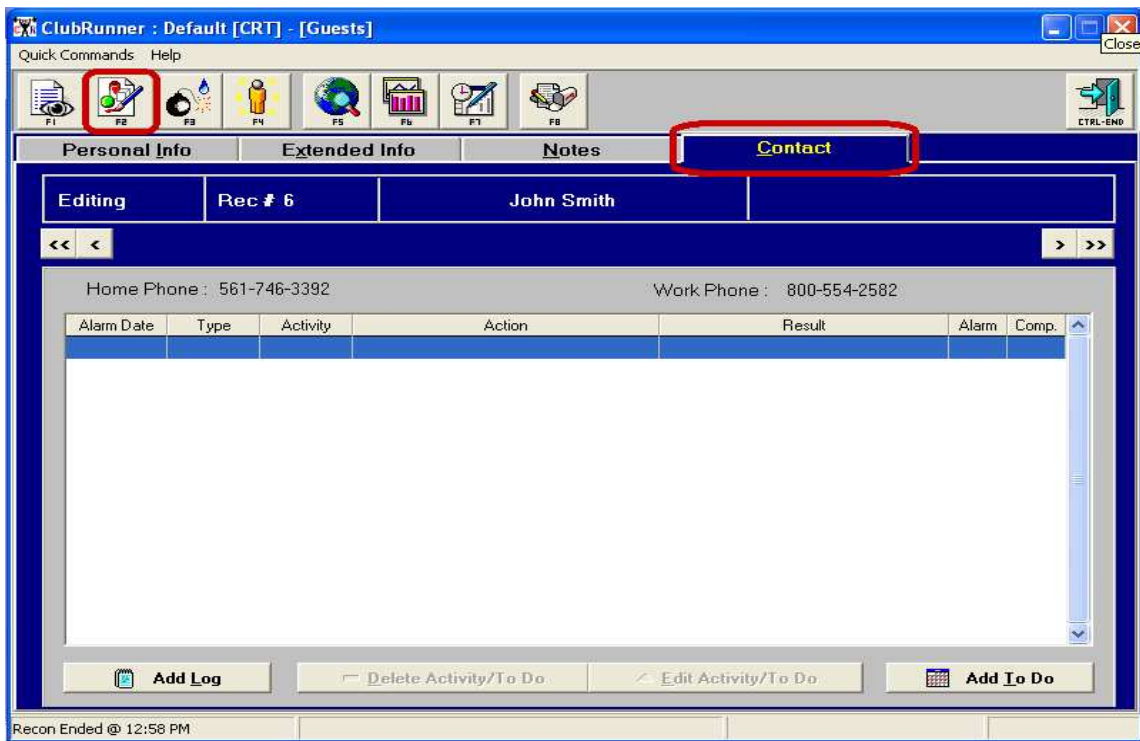 ClubRunner : Default [CRT] - [Guests]
Close
Quick Commands Help
F1 F2 F3 F4 F5 F6 F7 F8 CTRL-END
Personal Info Extended Info Notes Contact
Editing Rec # 6 John Smith
<< < > >>
Home Phone : 561-746-3392 Work Phone : 800-554-2582
Alarm Date Type Activity Action Result Alarm Comp.
Add Log Delete Activity/To Do Edit Activity/To Do Add To Do
Recon Ended @ 12:58 PM